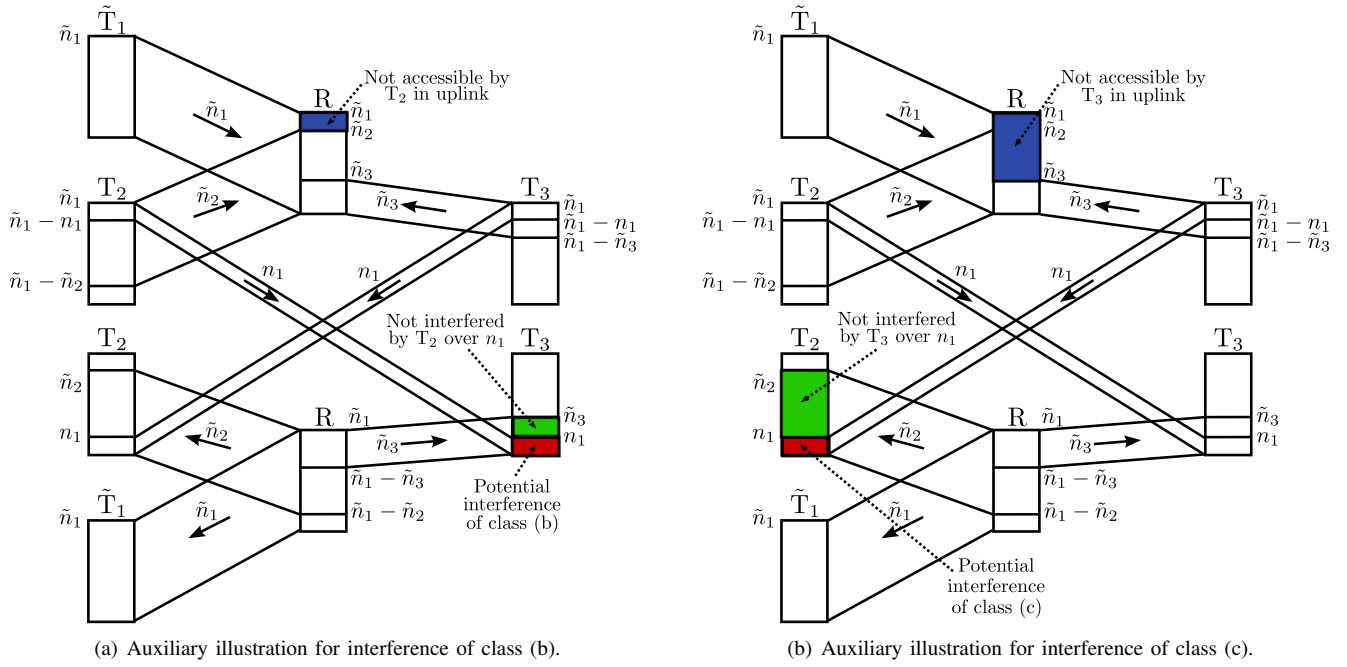 T̃₁
ñ₁
ñ₁
Not accessible by
T₂ in uplink
R
ñ₁
ñ₂
ñ₃
T₂
ñ₁
ñ₁ − n₁
ñ₁ − ñ₂
ñ₂
ñ₃
T₃
ñ₁
ñ₁ − n₁
ñ₁ − ñ₃
n₁
n₁
Not interfered
by T₂ over n₁
T₂
ñ₂
n₁
ñ₂
R
ñ₁
ñ₃
ñ₁ − ñ₃
ñ₁ − ñ₂
T₃
ñ₃
n₁
Potential
interference
of class (b)
T̃₁
ñ₁
ñ₁
(a) Auxiliary illustration for interference of class (b).
T̃₁
ñ₁
ñ₁
Not accessible by
T₃ in uplink
R
ñ₁
ñ₂
ñ₃
T₂
ñ₁
ñ₁ − n₁
ñ₁ − ñ₂
ñ₂
ñ₃
T₃
ñ₁
ñ₁ − n₁
ñ₁ − ñ₃
n₁
n₁
Not interfered
by T₃ over n₁
T₂
ñ₂
n₁
ñ₂
R
ñ₁
ñ₃
ñ₁ − ñ₃
ñ₁ − ñ₂
T₃
ñ₃
n₁
T̃₁
ñ₁
ñ₁
Potential
interference
of class (c)
(b) Auxiliary illustration for interference of class (c).